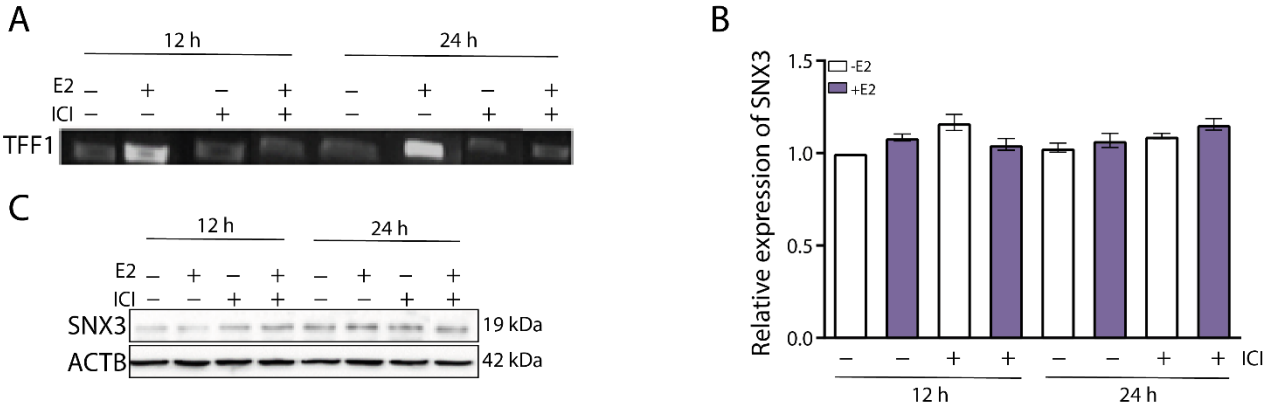 A
12 h 24 h
E2 – + – + – + – +
ICI – – + + – – + +
TFF1
B
Relative expression of SNX3
1.5
1.0
0.5
0.0
-E2
+E2
– – + + – – + + ICI
12 h 24 h
C
12 h 24 h
E2 – + – + – + – +
ICI – – + + – – + +
SNX3 19 kDa
ACTB 42 kDa